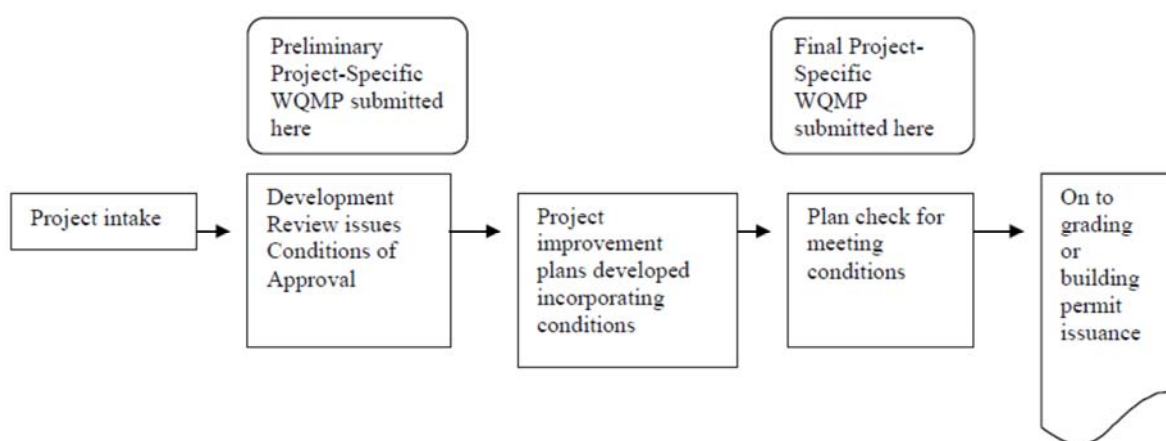 Preliminary
Project-Specific
WQMP submitted
here
Final Project-
Specific
WQMP
submitted here
Project intake
Development
Review issues
Conditions of
Approval
Project
improvement
plans developed
incorporating
conditions
Plan check for
meeting
conditions
On to
grading
or
building
permit
issuance